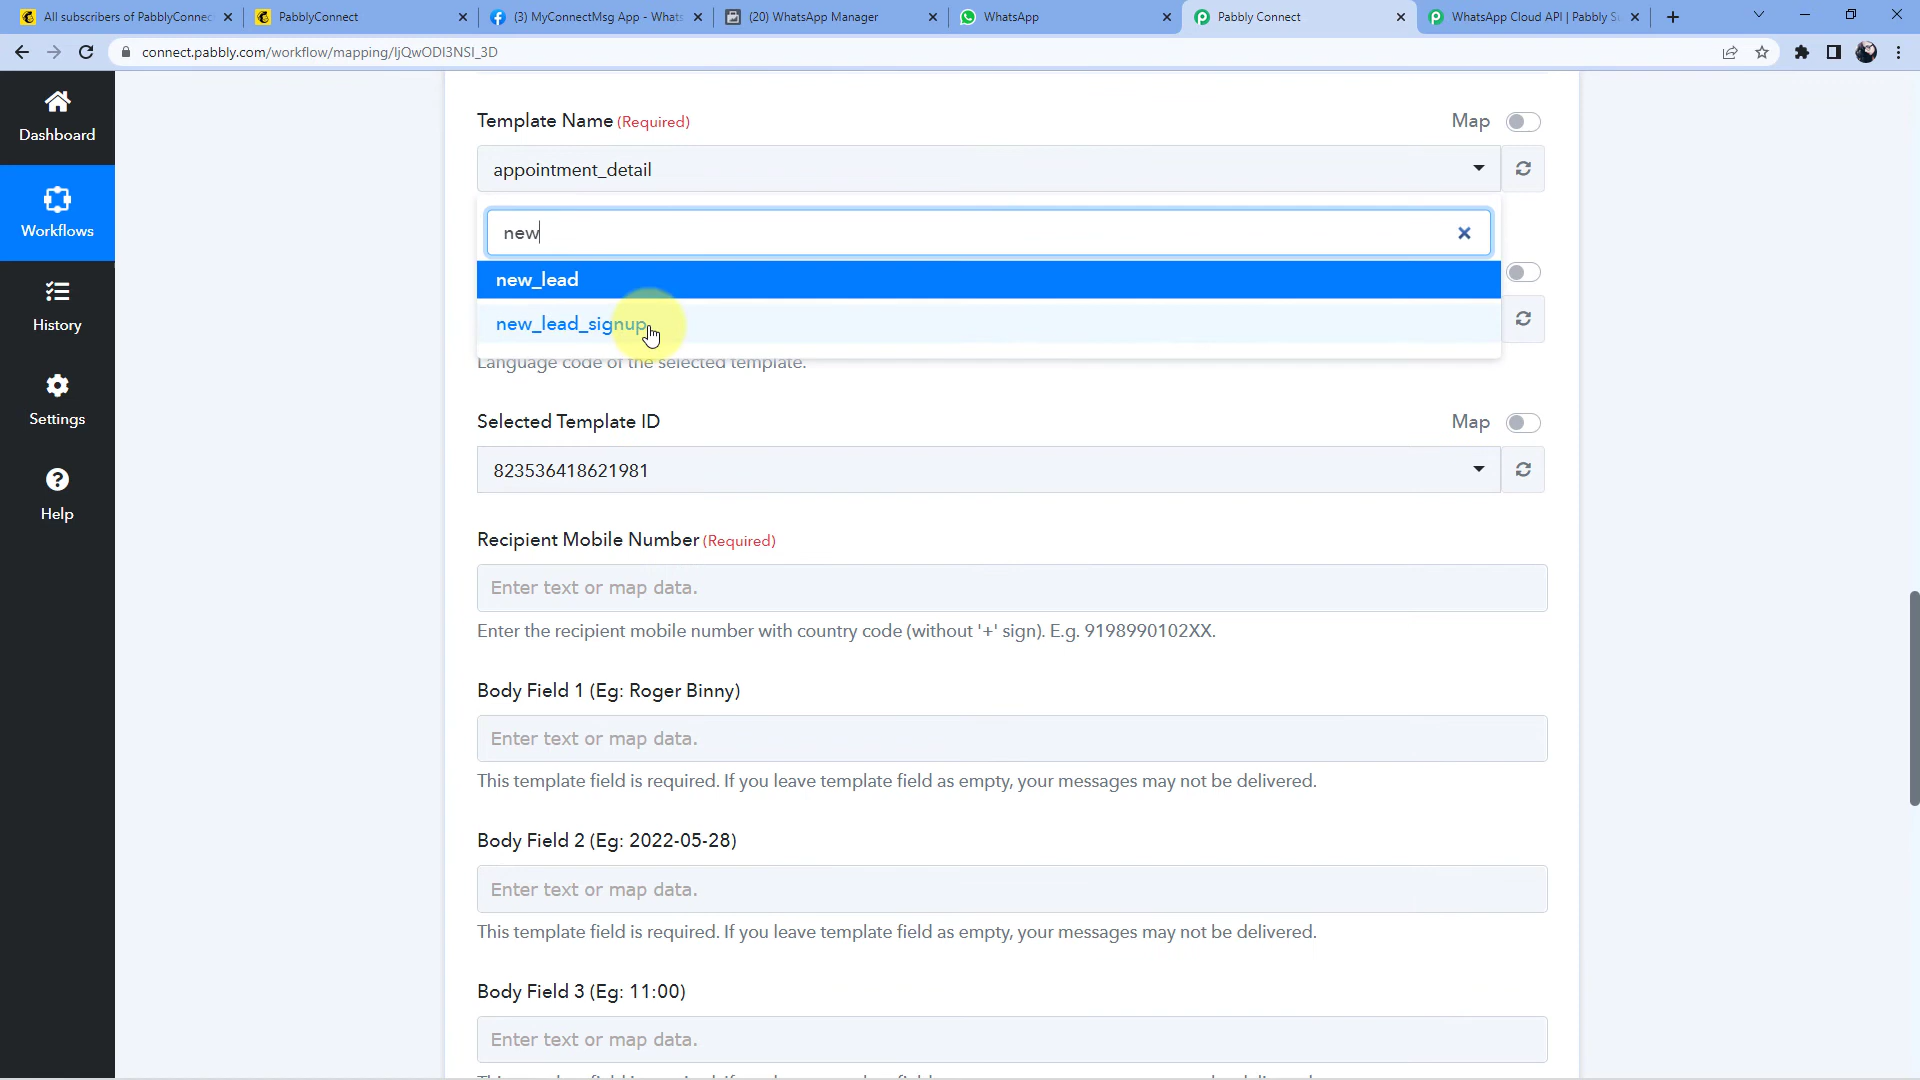 All subscribers of PabblyConnec
PabblyConnect
(3) MyConnectMsg App - Whats
(20) WhatsApp Manager
WhatsApp
Pabbly Connect
WhatsApp Cloud API | Pabbly S
connect.pabbly.com/workflow/mapping/IjQwODI3NSI_3D
Dashboard
Workflows
History
Settings
Help
Template Name (Required)
Map
appointment_detail
new
new_lead
new_lead_signup
Language code of the selected template.
Selected Template ID
Map
823536418621981
Recipient Mobile Number (Required)
Enter text or map data.
Enter the recipient mobile number with country code (without '+' sign). E.g. 9198990102XX.
Body Field 1 (Eg: Roger Binny)
Enter text or map data.
This template field is required. If you leave template field as empty, your messages may not be delivered.
Body Field 2 (Eg: 2022-05-28)
Enter text or map data.
This template field is required. If you leave template field as empty, your messages may not be delivered.
Body Field 3 (Eg: 11:00)
Enter text or map data.